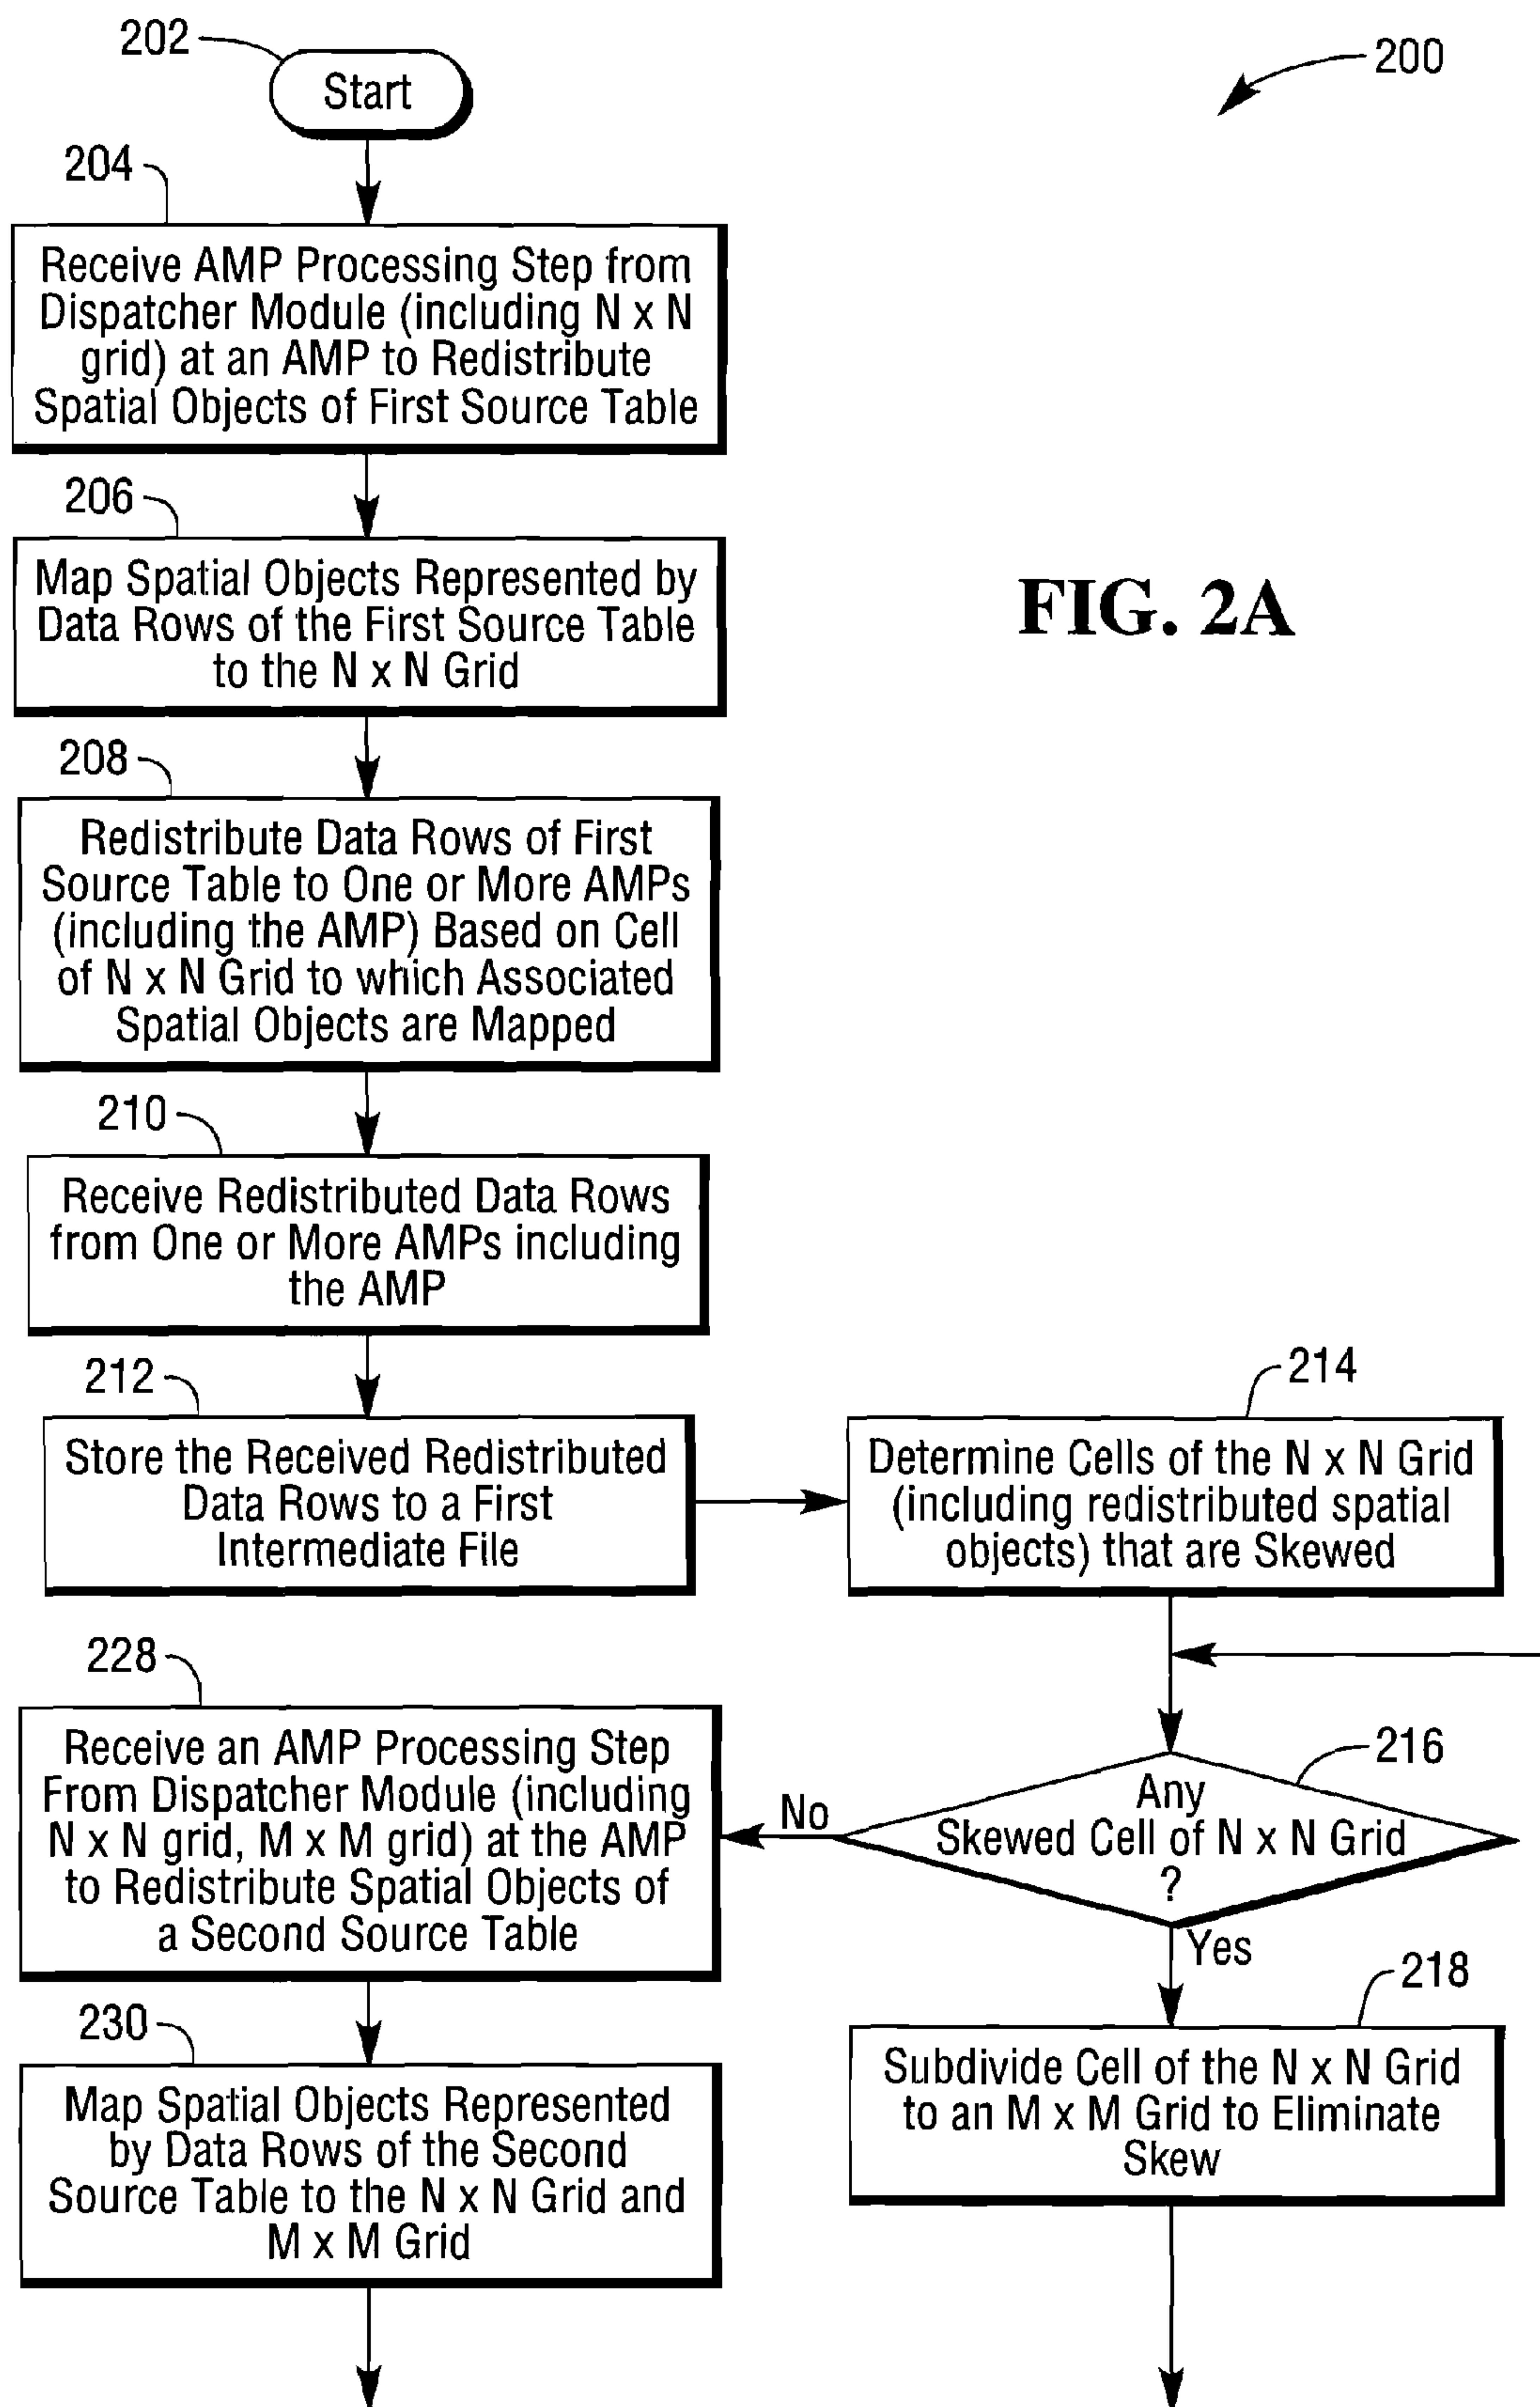 202
Start
200
204
Receive AMP Processing Step from
Dispatcher Module (including N x N
grid) at an AMP to Redistribute
Spatial Objects of First Source Table
206
Map Spatial Objects Represented by
Data Rows of the First Source Table
to the N x N Grid
FIG. 2A
208
Redistribute Data Rows of First
Source Table to One or More AMPs
(including the AMP) Based on Cell
of N x N Grid to which Associated
Spatial Objects are Mapped
210
Receive Redistributed Data Rows
from One or More AMPs including
the AMP
212
Store the Received Redistributed
Data Rows to a First
Intermediate File
214
Determine Cells of the N x N Grid
(including redistributed spatial
objects) that are Skewed
216
Any
Skewed Cell of N x N Grid
?
No
Yes
228
Receive an AMP Processing Step
From Dispatcher Module (including
N x N grid, M x M grid) at the AMP
to Redistribute Spatial Objects of
a Second Source Table
218
Subdivide Cell of the N x N Grid
to an M x M Grid to Eliminate
Skew
230
Map Spatial Objects Represented
by Data Rows of the Second
Source Table to the N x N Grid and
M x M Grid